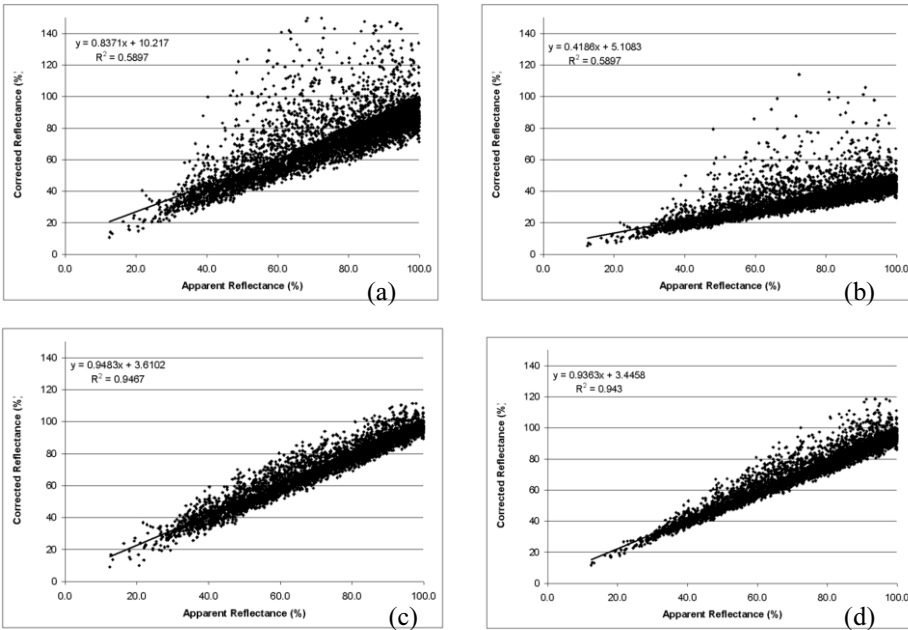 y = 0.8371x + 10.217
R² = 0.5897
Corrected Reflectance (%)
140
120
100
80
60
40
20
0
0.0 20.0 40.0 60.0 80.0 100.0
Apparent Reflectance (%)
(a)
y = 0.4186x + 5.1083
R² = 0.5897
Corrected Reflectance (%)
140
120
100
80
60
40
20
0
0.0 20.0 40.0 60.0 80.0 100.0
Apparent Reflectance (%)
(b)
y = 0.9483x + 3.6102
R² = 0.9467
Corrected Reflectance (%)
140
120
100
80
60
40
20
0
0.0 20.0 40.0 60.0 80.0 100.0
Apparent Reflectance (%)
(c)
y = 0.9363x + 3.4458
R² = 0.943
Corrected Reflectance (%)
140
120
100
80
60
40
20
0
0.0 20.0 40.0 60.0 80.0 100.0
Apparent Reflectance (%)
(d)